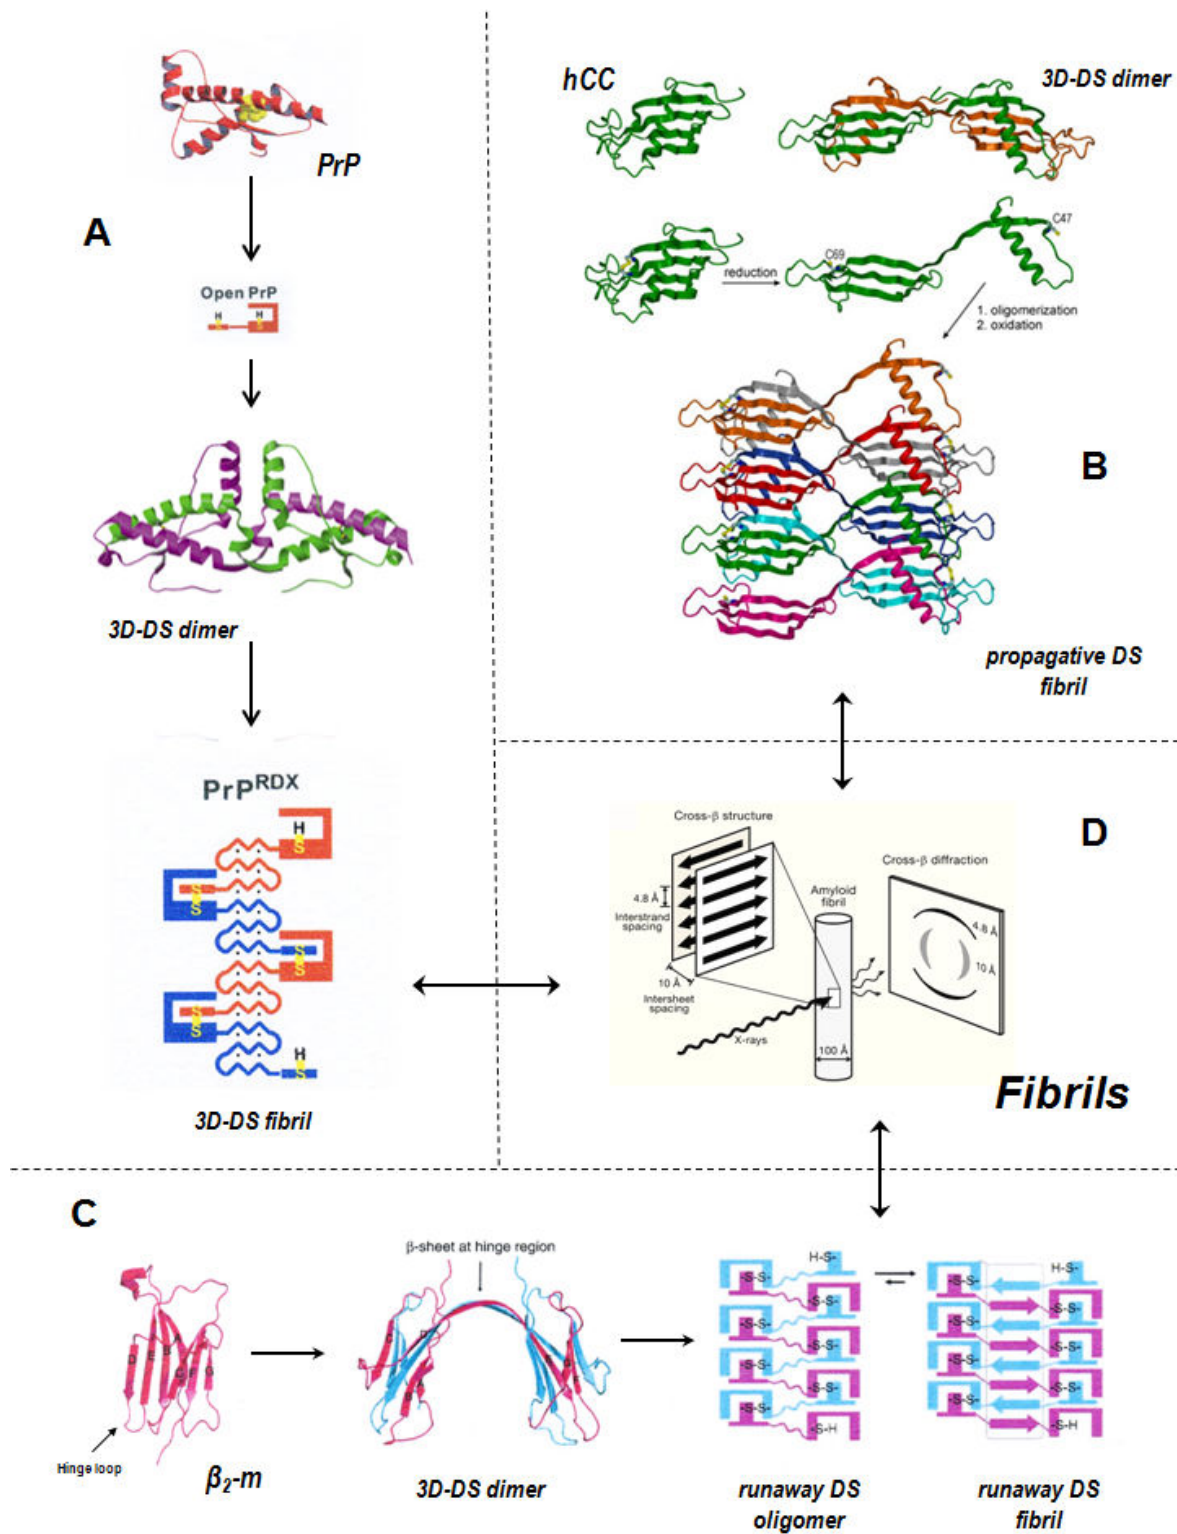 PrP
A
Open PrP
H H
S S
3D-DS dimer
PrP^RDX
H
S
S
S
S
S
S
S
H
S
3D-DS fibril
hCC
3D-DS dimer
C47
C69
reduction
1. oligomerization
2. oxidation
B
propagative DS
fibril
D
Cross-β structure
Cross-β diffraction
4.8 Å
Interstrand
spacing
Amyloid
fibril
4.8 Å
10 Å
10 Å
Intersheet
spacing
X-rays
100 Å
Fibrils
C
β-sheet at hinge region
Hinge loop
β₂-m
3D-DS dimer
H-S-
-S-S-
-S-S-
-S-S-
-S-S-
-S-S-
-S-S-
-S-S-
-S-H
runaway DS
oligomer
H-S-
-S-S-
-S-S-
-S-S-
-S-S-
-S-S-
-S-S-
-S-S-
-S-H
runaway DS
fibril